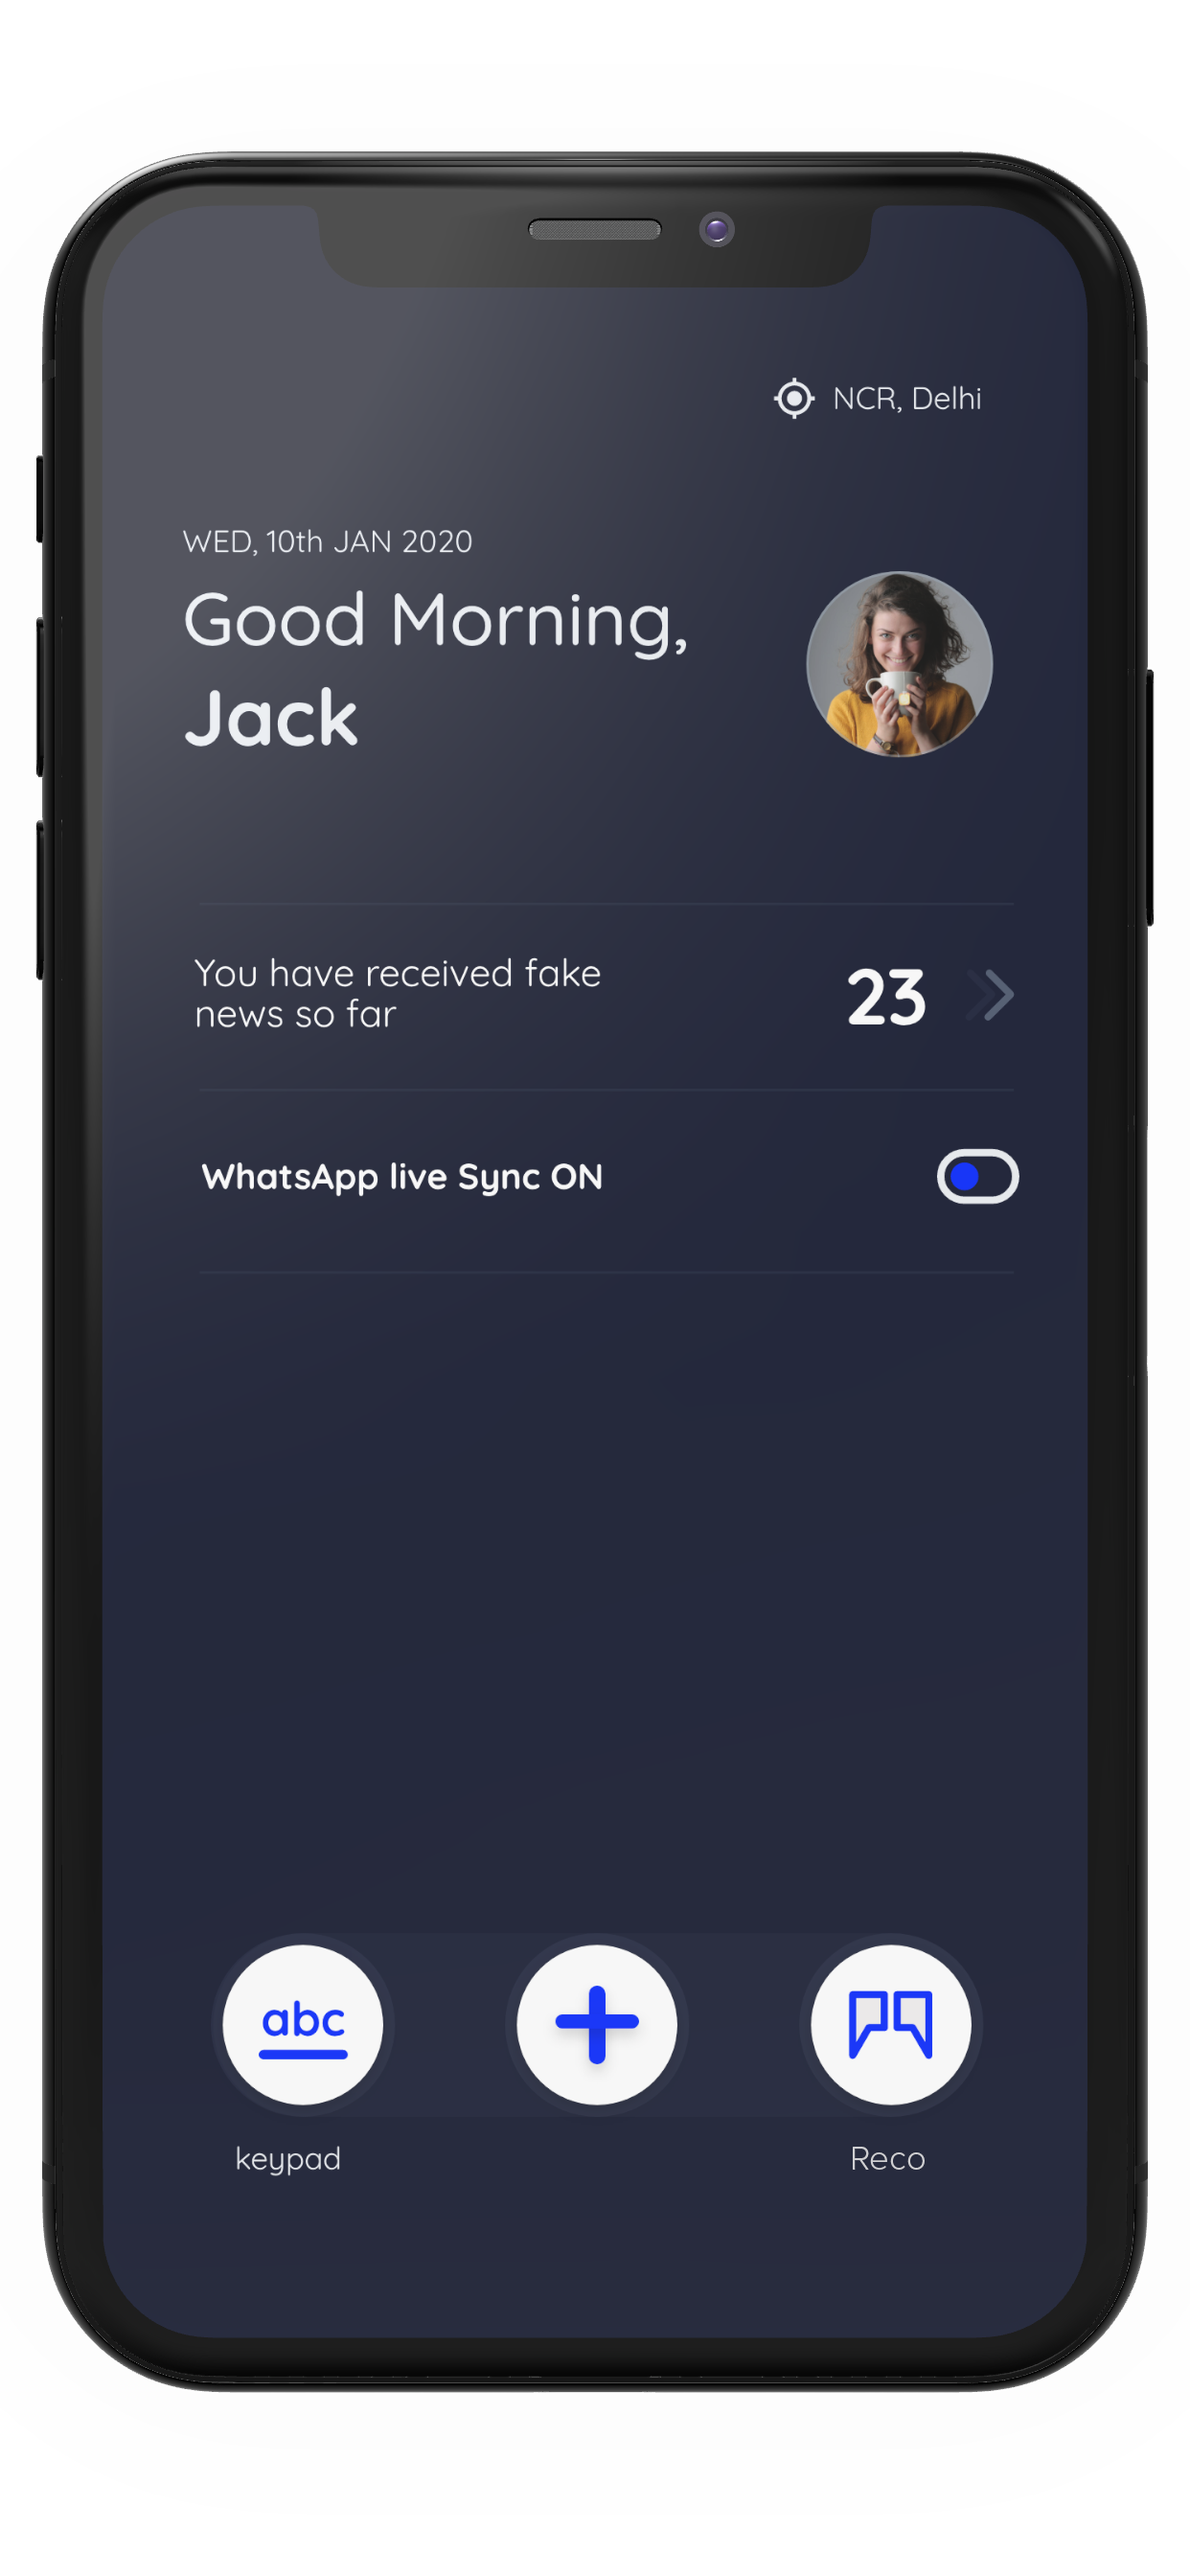 NCR, Delhi
WED, 10th JAN 2020
Good Morning,
Jack
You have received fake
news so far
23
WhatsApp live Sync ON
abc
keypad
Reco